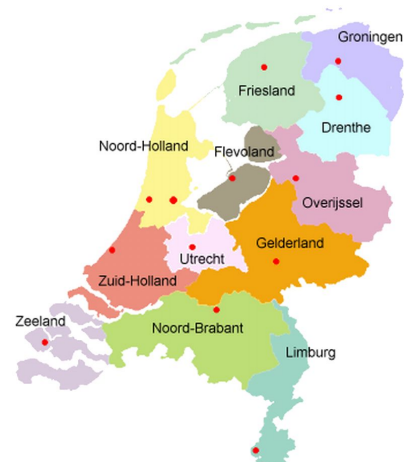 Groningen
Friesland
Drenthe
Noord-Holland
Flevoland
Overijssel
Gelderland
Utrecht
Zuid-Holland
Zeeland
Noord-Brabant
Limburg